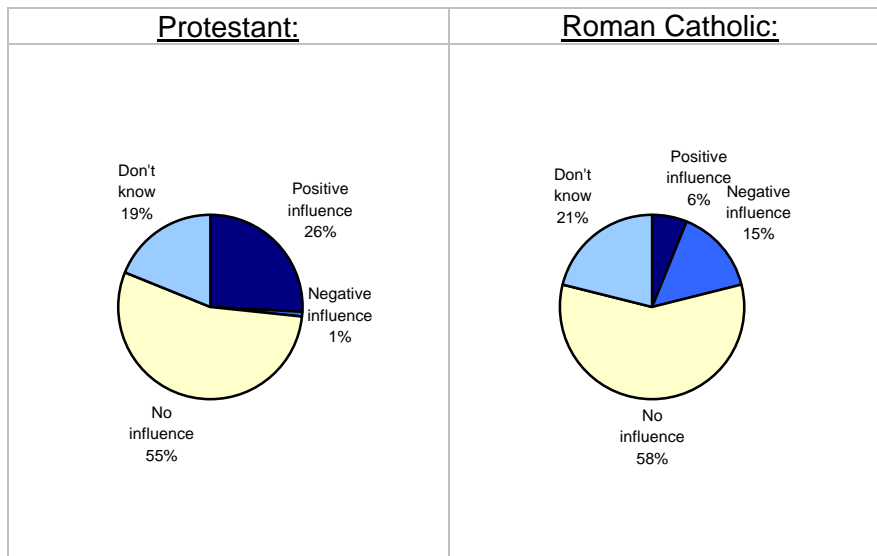 Protestant:
Roman Catholic:
Don't
know
19%
Positive
influence
26%
Negative
influence
1%
No
influence
55%
Don't
know
21%
Positive
influence
6%
Negative
influence
15%
No
influence
58%